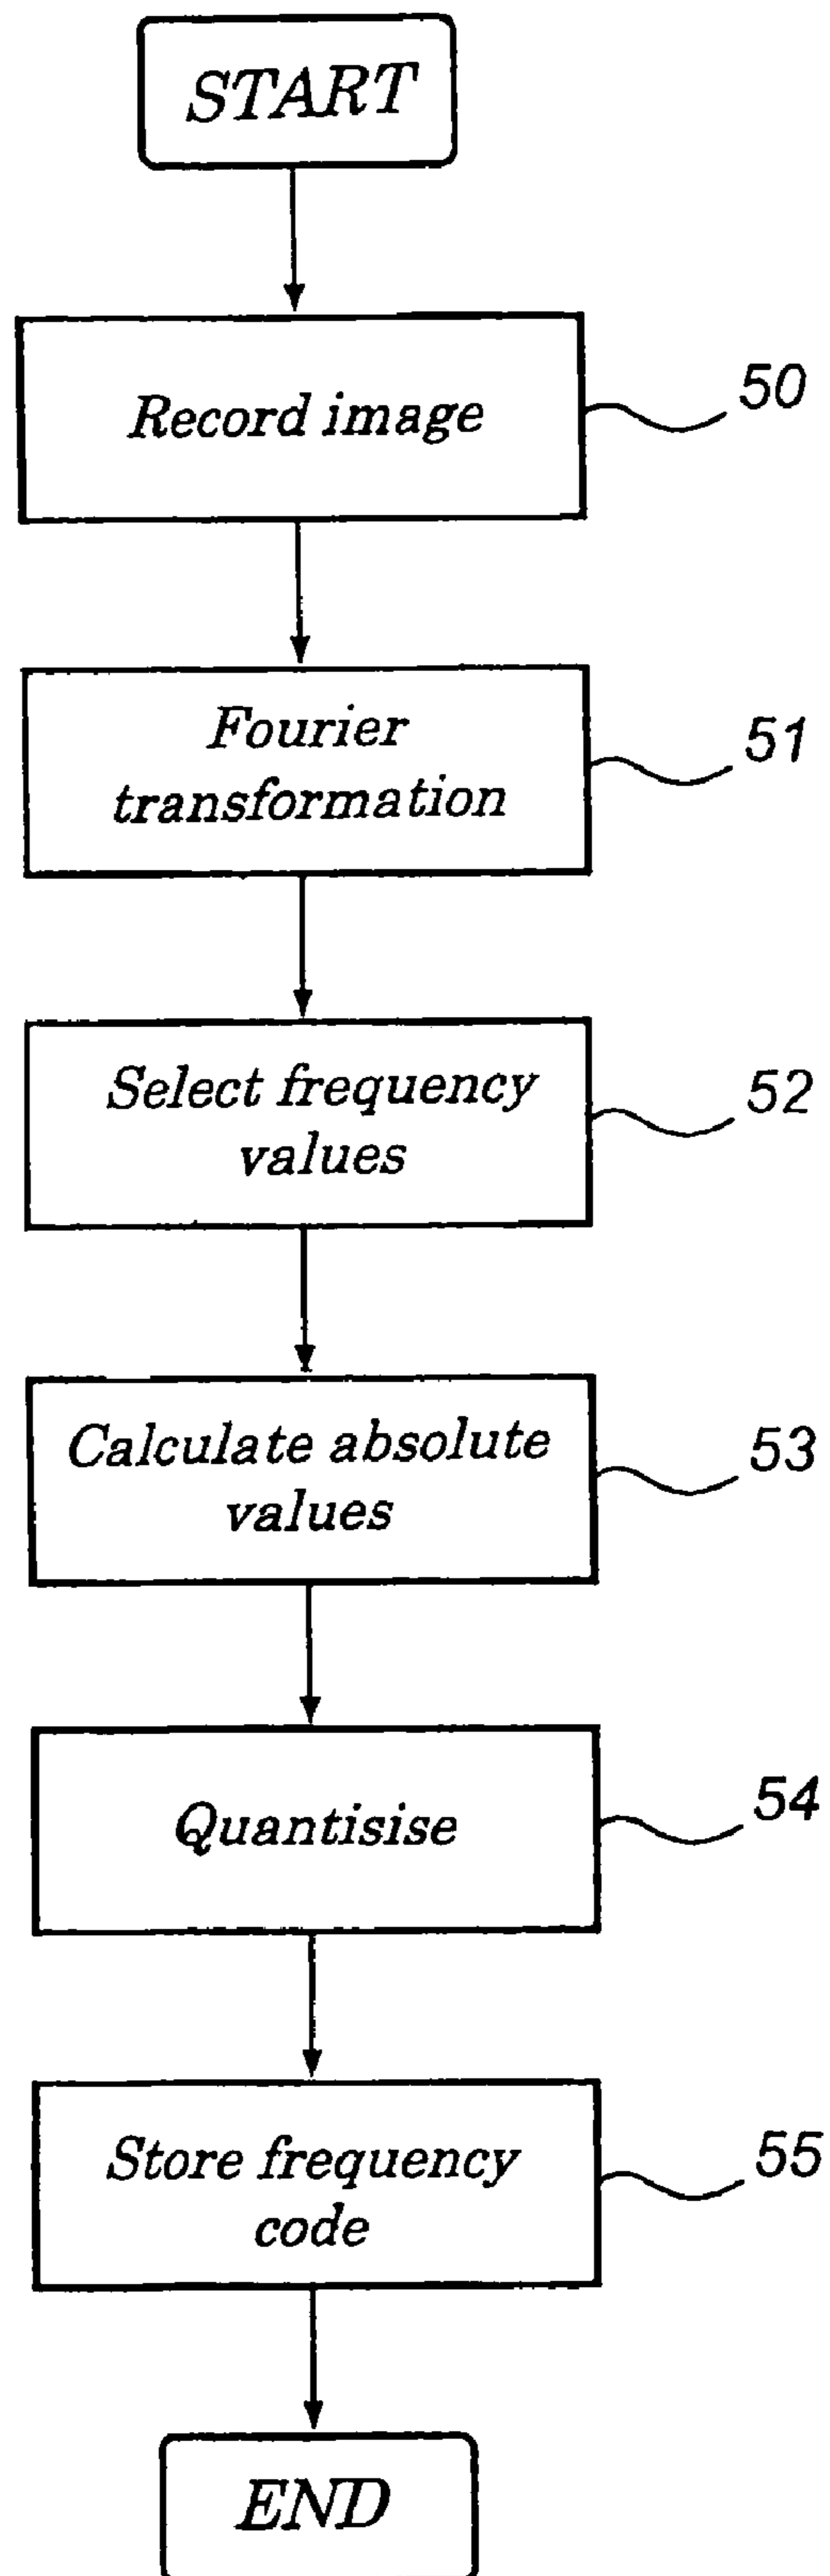 START
Record image
50
Fourier
transformation
51
Select frequency
values
52
Calculate absolute
values
53
Quantisise
54
Store frequency
code
55
END